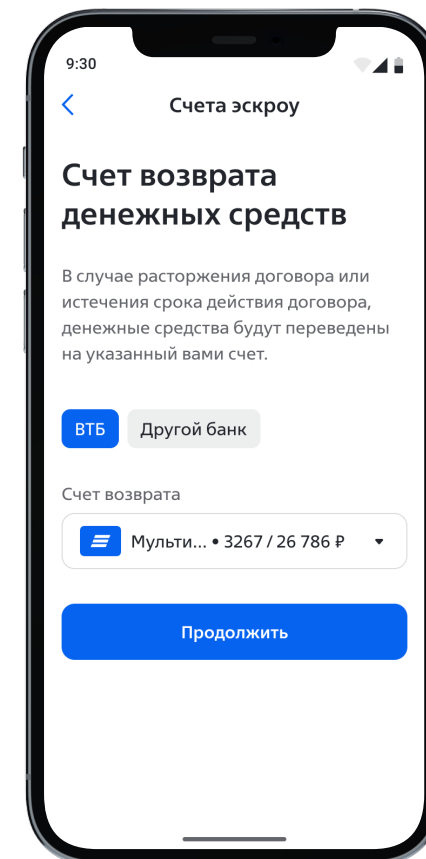 9:30
Счета эскроу
Счет возврата
денежных средств
В случае расторжения договора или
истечения срока действия договора,
денежные средства будут переведены
на указанный вами счет.
ВТБ Другой банк
Счет возврата
Мульти... • 3267 / 26 786 ₽
Продолжить